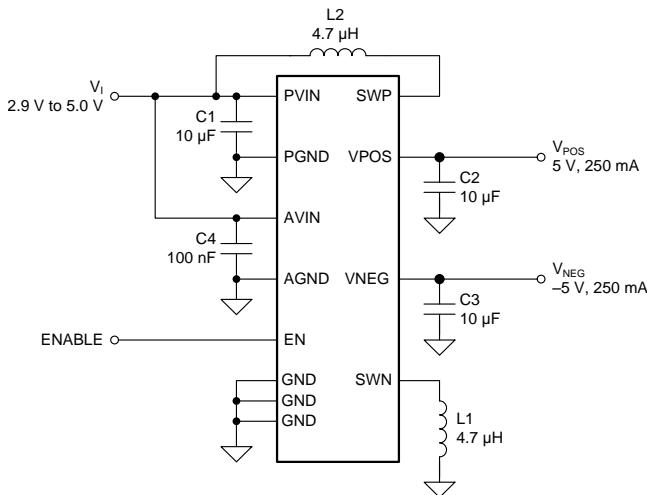 L2
4.7 µH
VI
2.9 V to 5.0 V
PVIN
SWP
C1
10 µF
PGND
VPOS
VPOS
5 V, 250 mA
C2
10 µF
AVIN
C4
100 nF
AGND
VNEG
VNEG
–5 V, 250 mA
C3
10 µF
ENABLE
EN
GND
SWN
GND
GND
L1
4.7 µH